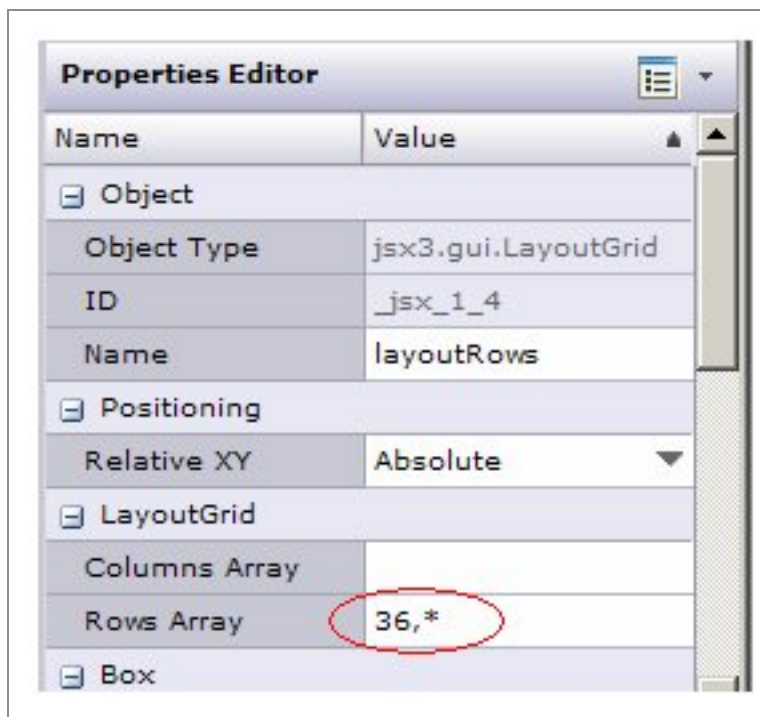 Properties Editor
Name Value
Object
Object Type jsx3.gui.LayoutGrid
ID _jsx_1_4
Name layoutRows
Positioning
Relative XY Absolute
LayoutGrid
Columns Array
Rows Array 36,*
Box